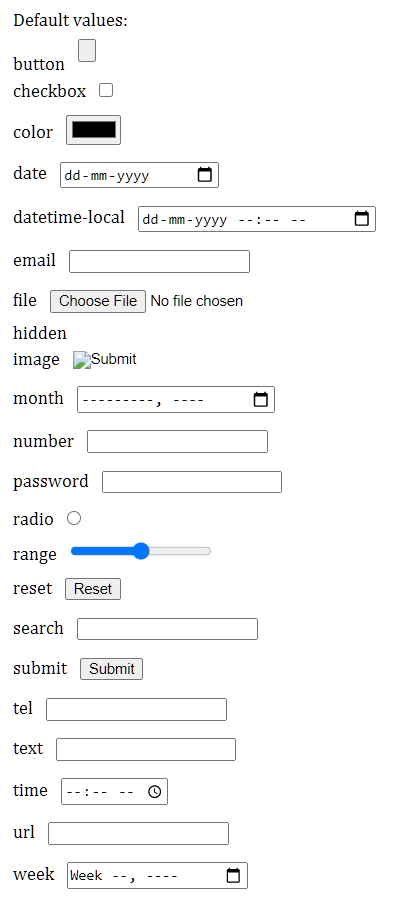 Default values:
button
checkbox
color
date dd-mm-yyyy
datetime-local dd-mm-yyyy --:-- --
email
file Choose File No file chosen
hidden
image Submit
month ---------, ----
number
password
radio
range
reset Reset
search
submit Submit
tel
text
time --:-- --
url
week Week --, ----